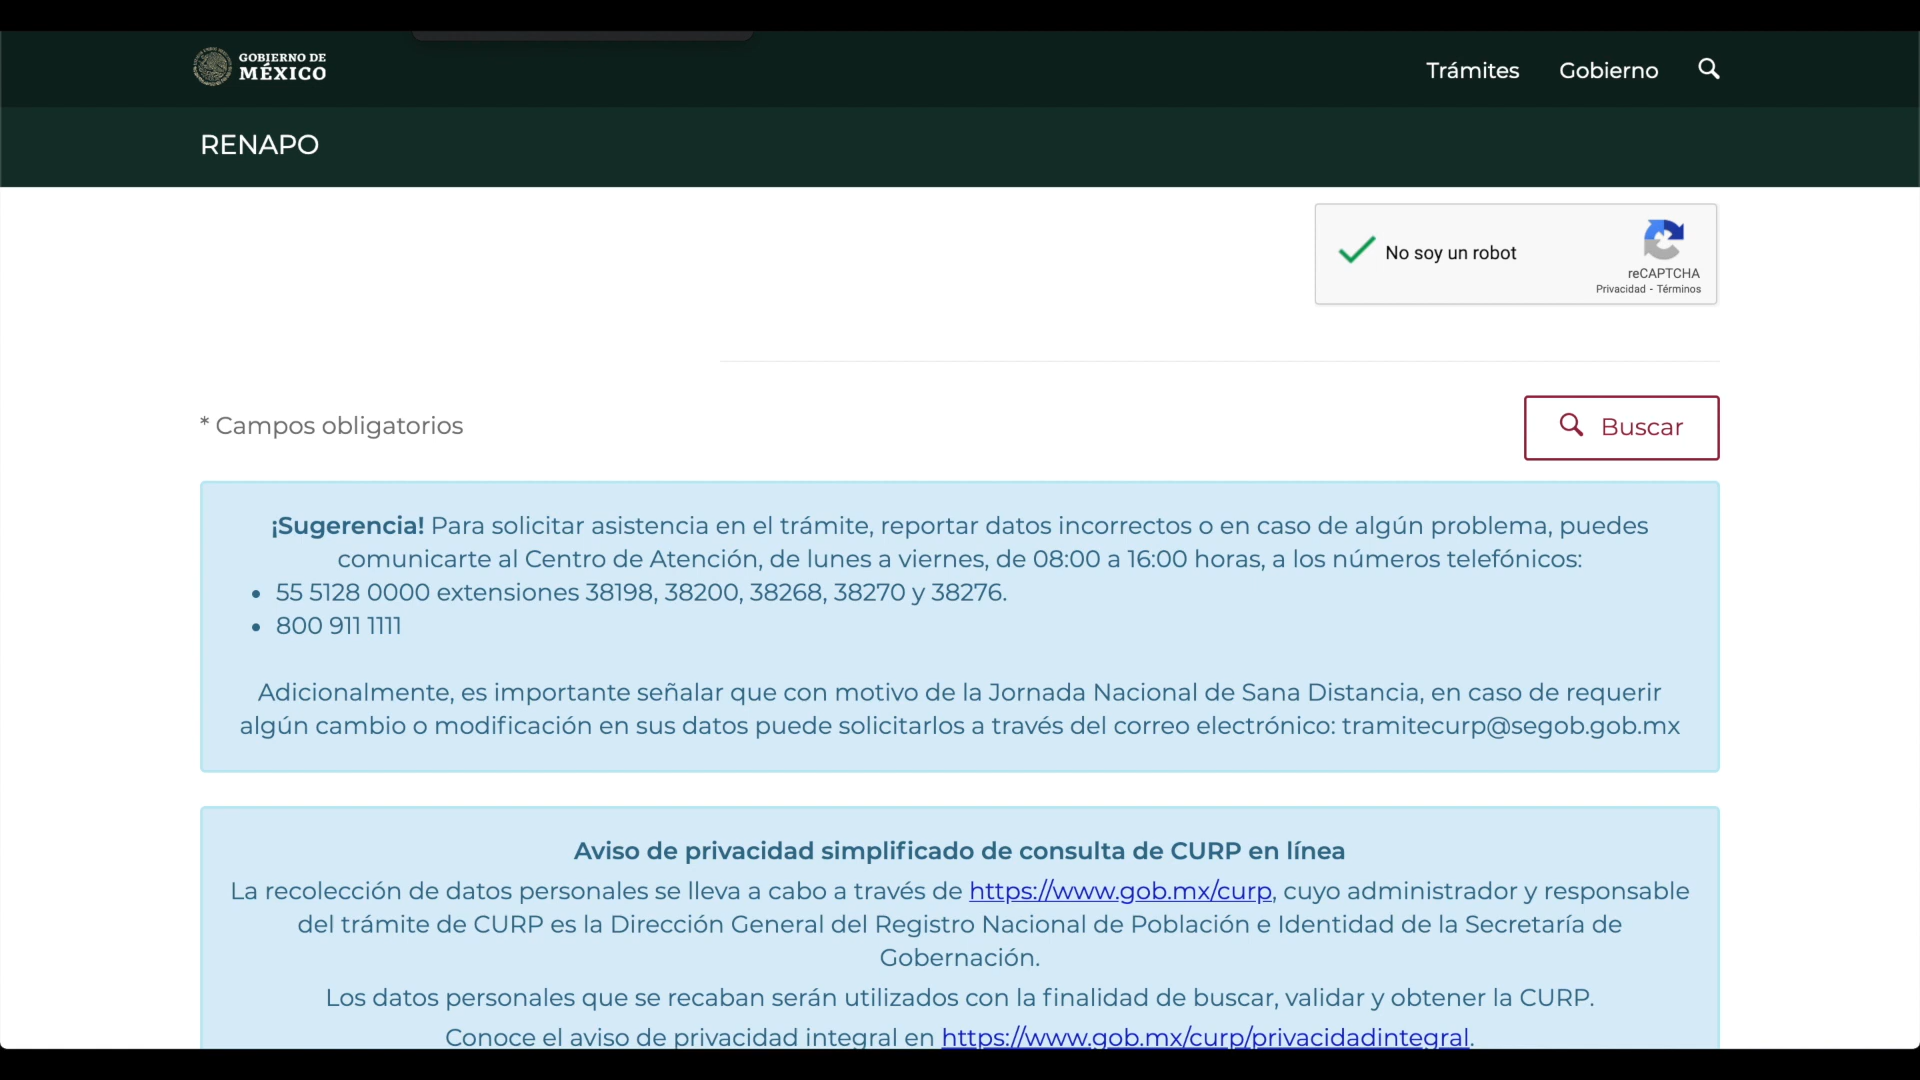 GOBIERNO DE
MÉXICO
Trámites
Gobierno
RENAPO
No soy un robot
reCAPTCHA
Privacidad - Términos
* Campos obligatorios
Buscar
¡Sugerencia! Para solicitar asistencia en el trámite, reportar datos incorrectos o en caso de algún problema, puedes
comunicarte al Centro de Atención, de lunes a viernes, de 08:00 a 16:00 horas, a los números telefónicos:
• 55 5128 0000 extensiones 38198, 38200, 38268, 38270 y 38276.
• 800 911 1111
Adicionalmente, es importante señalar que con motivo de la Jornada Nacional de Sana Distancia, en caso de requerir
algún cambio o modificación en sus datos puede solicitarlos a través del correo electrónico: tramitecurp@segob.gob.mx
Aviso de privacidad simplificado de consulta de CURP en línea
La recolección de datos personales se lleva a cabo a través de https://www.gob.mx/curp, cuyo administrador y responsable
del trámite de CURP es la Dirección General del Registro Nacional de Población e Identidad de la Secretaría de
Gobernación.
Los datos personales que se recaban serán utilizados con la finalidad de buscar, validar y obtener la CURP.
Conoce el aviso de privacidad integral en https://www.gob.mx/curp/privacidadintegral.